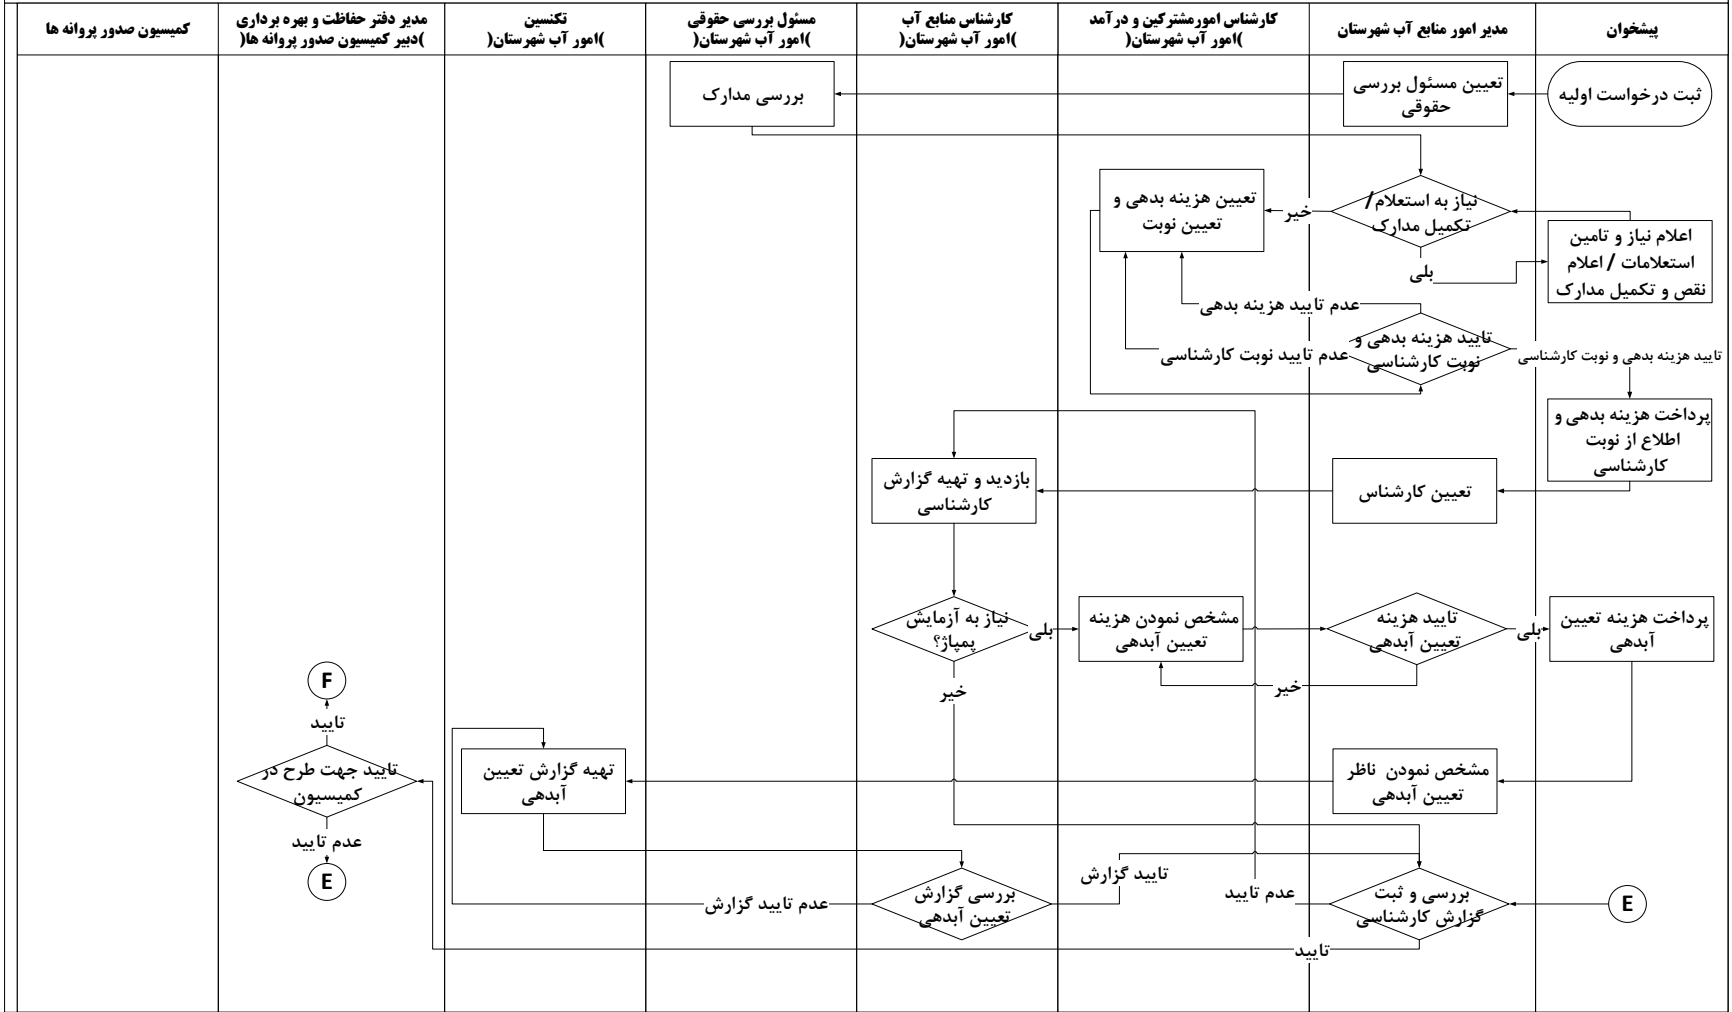 پیشخوان
مدیر امور منابع آب شهرستان
کارشناس امورمشترکین و درآمد
)امور آب شهرستان(
کارشناس منابع آب
)امور آب شهرستان(
مسئول بررسی حقوقی
)امور آب شهرستان(
تکنسین
)امور آب شهرستان(
مدیر دفتر حفاظت و بهره برداری
)دبیر کمیسیون صدور پروانه ها(
کمیسیون صدور پروانه ها
ثبت درخواست اولیه
تعیین مسئول بررسی
حقوقی
بررسی مدارک
نیاز به استعلام/
تکمیل مدارک
خیر
بلی
تعیین هزینه بدهی و
تعیین نوبت
اعلام نیاز و تامین
استعلامات / اعلام
نقص و تکمیل مدارک
عدم تایید هزینه بدهی
تایید هزینه بدهی و
نوبت کارشناسی
عدم تایید نوبت کارشناسی
تایید هزینه بدهی و نوبت کارشناسی
پرداخت هزینه بدهی و
اطلاع از نوبت
کارشناسی
تعیین کارشناس
بازدید و تهیه گزارش
کارشناسی
نیاز به آزمایش
پمپاژ؟
بلی
خیر
مشخص نمودن هزینه
تعیین آبدهی
تایید هزینه
تعیین آبدهی
بلی
خیر
پرداخت هزینه تعیین
آبدهی
مشخص نمودن ناظر
تعیین آبدهی
تهیه گزارش تعیین
آبدهی
F
تایید
تایید جهت طرح در
کمیسیون
عدم تایید
E
بررسی گزارش
تعیین آبدهی
عدم تایید گزارش
تایید گزارش
بررسی و ثبت
گزارش کارشناسی
عدم تایید
تایید
E